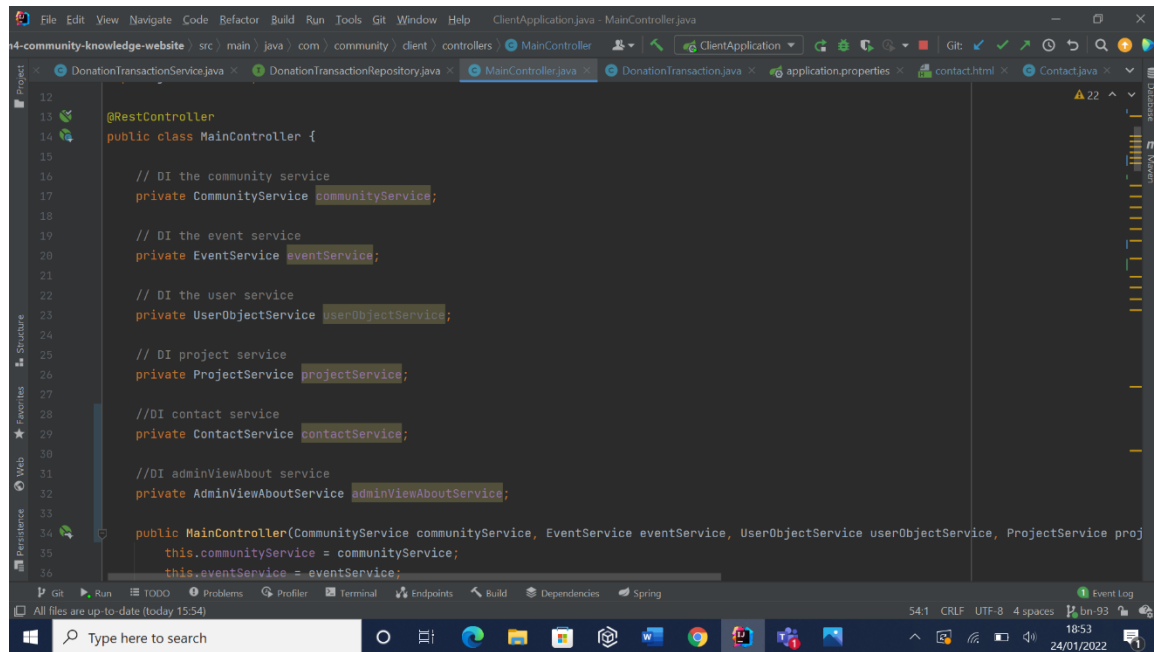 File Edit View Navigate Code Refactor Build Run Tools Git Window Help ClientApplication.java - MainController.java
n4-community-knowledge-website src main java com community client controllers MainController ClientApplication Git:
Project DonationTransactionService.java DonationTransactionRepository.java MainController.java DonationTransaction.java application.properties contact.html Contact.java Database
12 22
13 @RestController
14 public class MainController {
15
16 // DI the community service
17 private CommunityService communityService;
18
19 // DI the event service
20 private EventService eventService;
21
22 // DI the user service
23 private UserObjectService userObjectService;
24
25 // DI project service
26 private ProjectService projectService;
27
28 //DI contact service
29 private ContactService contactService;
30
31 //DI adminViewAbout service
32 private AdminViewAboutService adminViewAboutService;
33
34 public MainController(CommunityService communityService, EventService eventService, UserObjectService userObjectService, ProjectService proj
35 this.communityService = communityService;
36 this.eventService = eventService;
Maven
Structure
Favorites
Web
Persistence
Git Run TODO Problems Profiler Terminal Endpoints Build Dependencies Spring 1 Event Log
All files are up-to-date (today 15:54) 54:1 CRLF UTF-8 4 spaces bn-93
Type here to search 18:53
24/01/2022